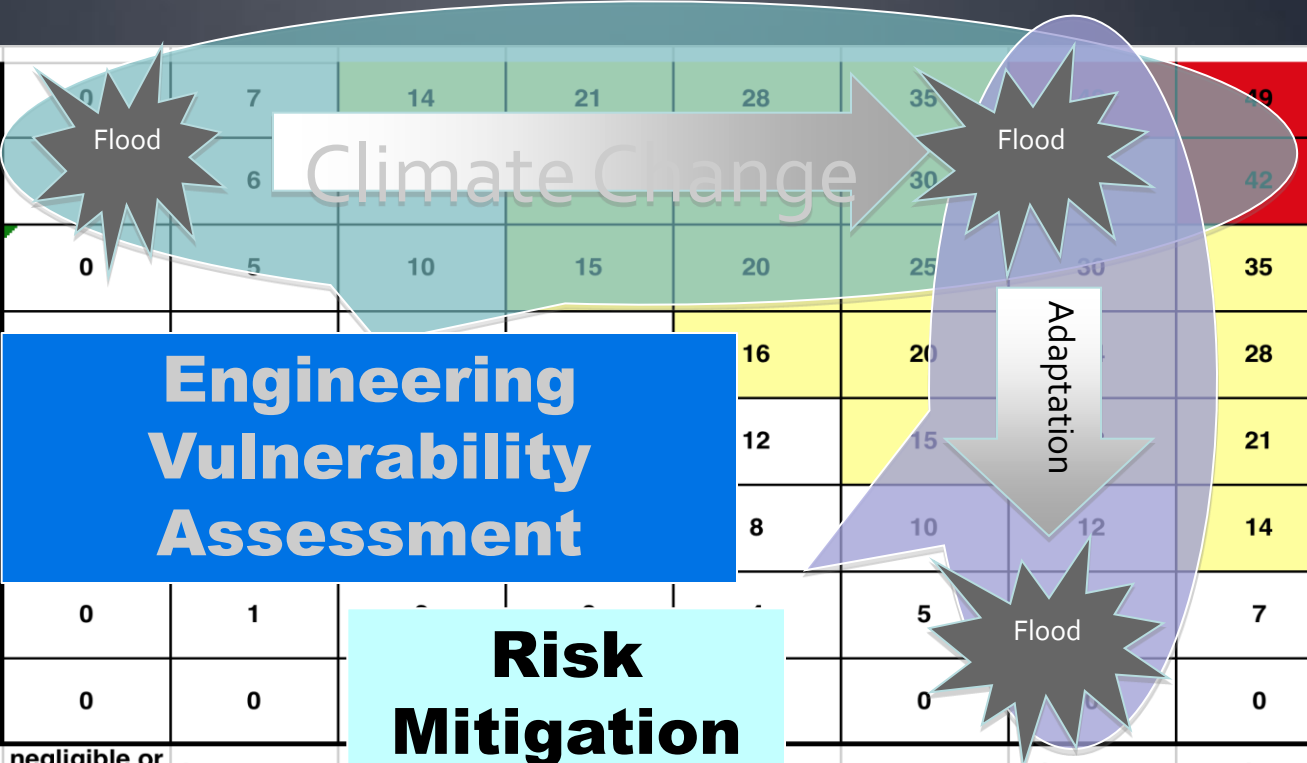 0 7 14 21 28 35 49
Flood Flood
Climate Change
6 30 42
0 5 10 15 20 25 30 35
Adaptation
Engineering
Vulnerability
Assessment
16 20 28
12 15 21
8 10 12 14
0 1 5 7
Flood
Risk
Mitigation
0 0 0 0
negligible or